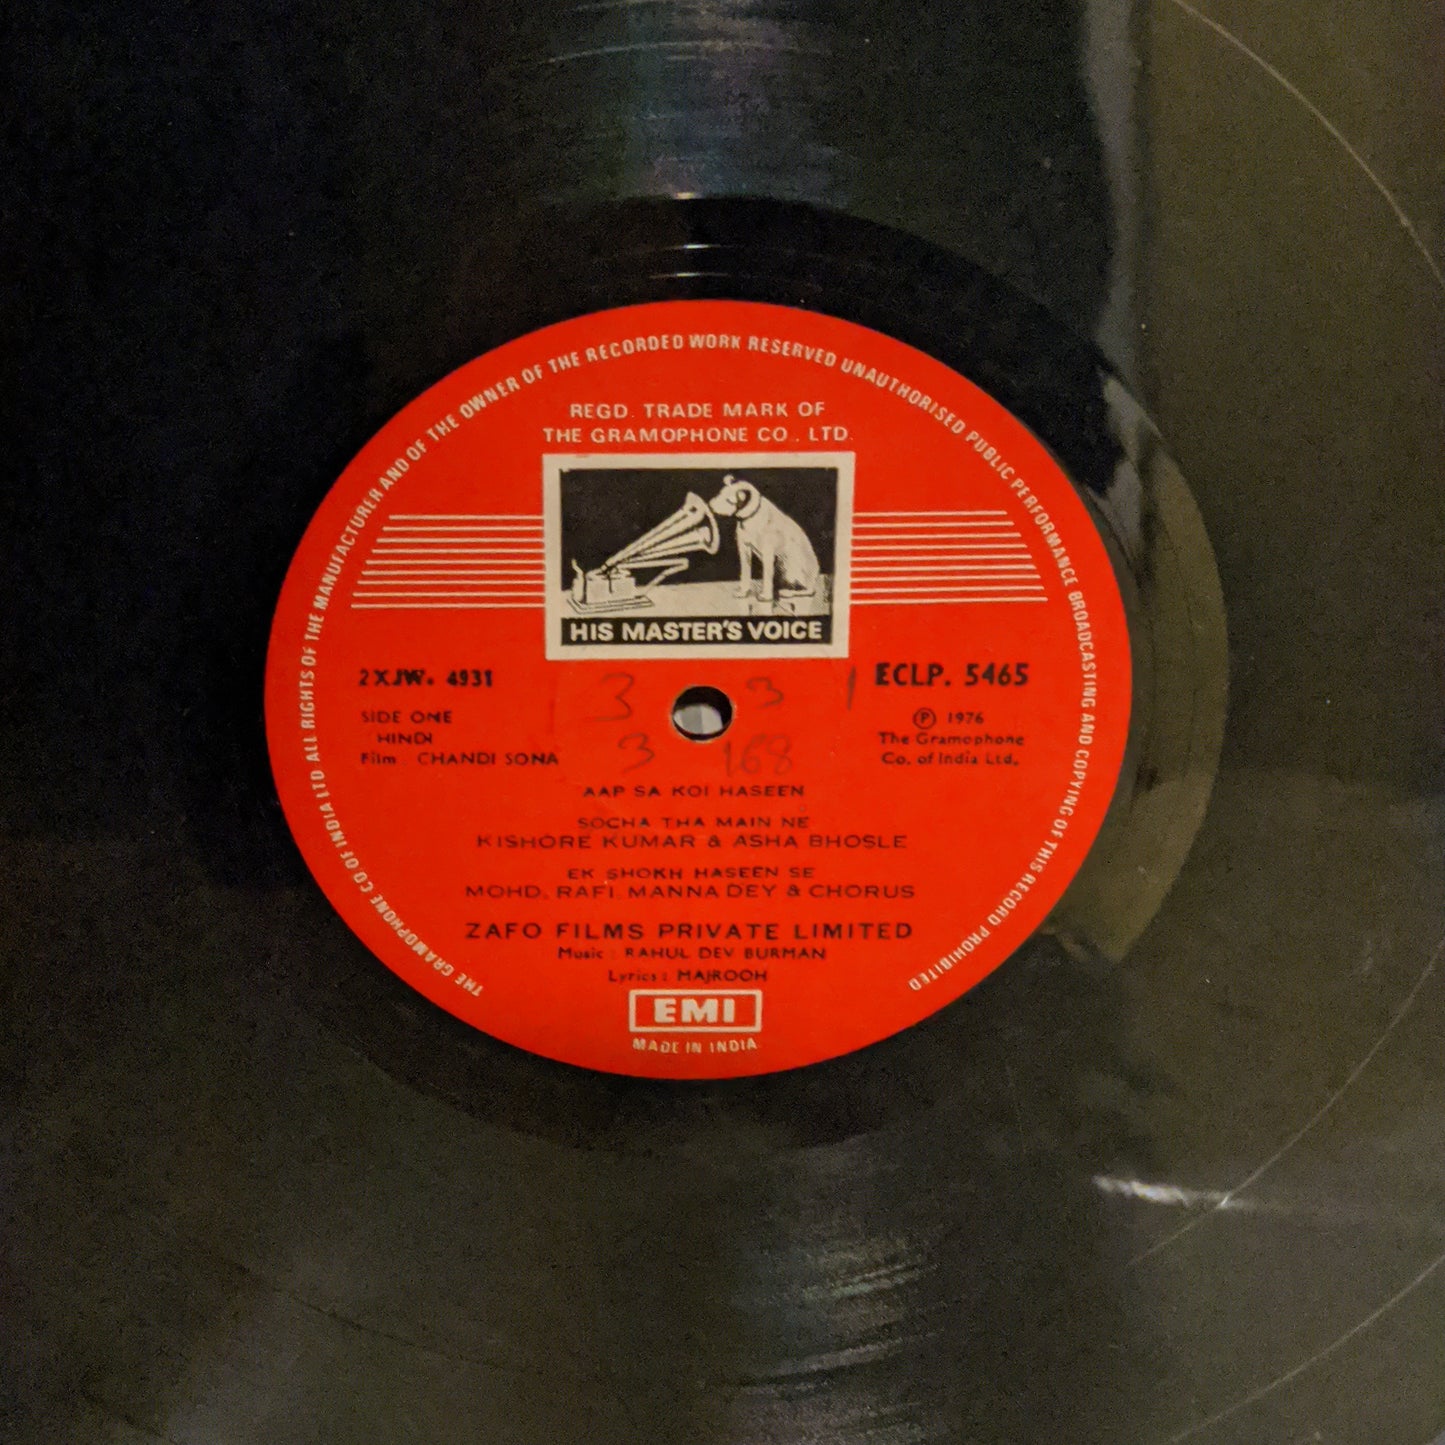 THE GRAMOPHONE CO OF INDIA LTD ALL RIGHTS OF THE MANUFACTURER AND OF THE OWNER OF THE RECORDED WORK RESERVED UNAUTHORISED PUBLIC PERFORMANCE BROADCASTING AND COPYING OF THIS RECORD PROHIBITED
REGD. TRADE MARK OF
THE GRAMOPHONE CO. LTD.
HIS MASTER'S VOICE
2XJW. 4931
ECLP. 5465
3 3 1
SIDE ONE
℗ 1976
HINDI
The Gramophone
Film CHANDI SONA
Co. of India Ltd.
3 168
AAP SA KOI HASEEN
SOCHA THA MAIN NE
KISHORE KUMAR & ASHA BHOSLE
EK SHOKH HASEEN SE
MOHD. RAFI, MANNA DEY & CHORUS
ZAFO FILMS PRIVATE LIMITED
Music : RAHUL DEV BURMAN
Lyrics : MAJROOH
EMI
MADE IN INDIA